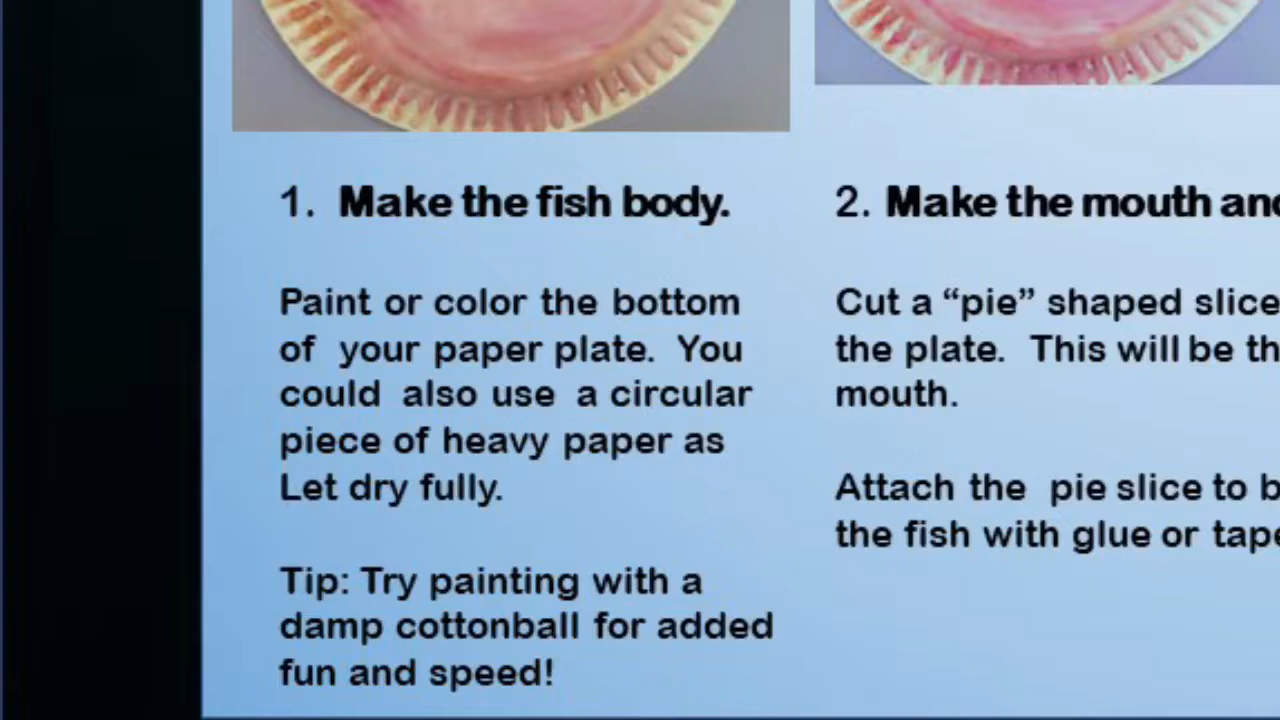 1. Make the fish body.
Paint or color the bottom
of your paper plate. You
could also use a circular
piece of heavy paper as
Let dry fully.
Tip: Try painting with a
damp cottonball for added
fun and speed!
2. Make the mouth and
Cut a “pie” shaped slice
the plate. This will be th
mouth.
Attach the pie slice to b
the fish with glue or tape